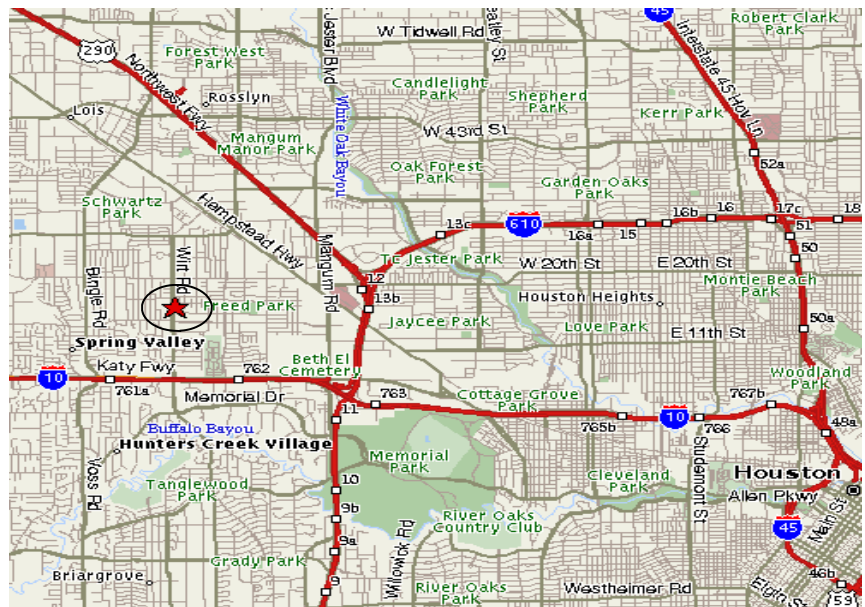 45
Robert Clark
Park
W Tidwell Rd
290
Forest West
Park
Northwest Fwy
Rosslyn
Lois
Candlelight
Park
Shepherd
Park
Interstate 45 Hov Ln
Kerr Park
White Oak Bayou
W 43rd St
Mangum
Manor Park
Oak Forest
Park
52a
Garden Oaks
Park
Schwartz
Park
Hempstead Hwy
13c
610
16a
15
16b
16
17c
18
51
50
Wirt Rd
Bingle Rd
Mangum Rd
TC Jester Park
W 20th St
E 20th St
12
13b
Montie Beach
Park
Houston Heights
Freed Park
Jaycee Park
Love Park
E 11th St
50a
Spring Valley
Katy Fwy
762
Beth El
Cemetery
Woodland
Park
10
761a
Memorial Dr
763
Cottage Grove
Park
767b
11
765b
10
766
48a
Buffalo Bayou
Hunters Creek Village
Memorial
Park
Studemont St
Voss Rd
10
Cleveland
Park
Houston
Tanglewood
Park
Allen Pkwy
9b
River Oaks
Country Club
45
Main St
9a
Willowick Rd
Grady Park
Briargrove
9
River Oaks
Park
Westheimer Rd
46b
Elgin St
59